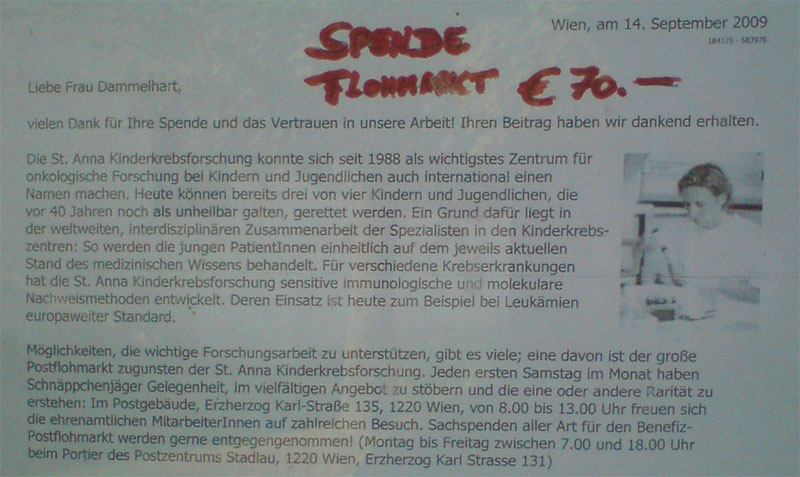 Wien, am 14. September 2009
184175 - 683976
SPENDE
FLOHMARKT € 70.—
Liebe Frau Dammelhart,
vielen Dank für Ihre Spende und das Vertrauen in unsere Arbeit! Ihren Beitrag haben wir dankend erhalten.
Die St. Anna Kinderkrebsforschung konnte sich seit 1988 als wichtigstes Zentrum für
onkologische Forschung bei Kindern und Jugendlichen auch international einen
Namen machen. Heute können bereits drei von vier Kindern und Jugendlichen, die
vor 40 Jahren noch als unheilbar galten, gerettet werden. Ein Grund dafür liegt in
der weltweiten, interdisziplinären Zusammenarbeit der Spezialisten in den Kinderkrebs-
zentren: So werden die jungen PatientInnen einheitlich auf dem jeweils aktuellen
Stand des medizinischen Wissens behandelt. Für verschiedene Krebserkrankungen
hat die St. Anna Kinderkrebsforschung sensitive immunologische und molekulare
Nachweismethoden entwickelt. Deren Einsatz ist heute zum Beispiel bei Leukämien
europaweiter Standard.
Möglichkeiten, die wichtige Forschungsarbeit zu unterstützen, gibt es viele; eine davon ist der große
Postflohmarkt zugunsten der St. Anna Kinderkrebsforschung. Jeden ersten Samstag im Monat haben
Schnäppchenjäger Gelegenheit, im vielfältigen Angebot zu stöbern und die eine oder andere Rarität zu
erstehen: Im Postgebäude, Erzherzog Karl-Straße 135, 1220 Wien, von 8.00 bis 13.00 Uhr freuen sich
die ehrenamtlichen MitarbeiterInnen auf zahlreichen Besuch. Sachspenden aller Art für den Benefiz-
Postflohmarkt werden gerne entgegengenommen! (Montag bis Freitag zwischen 7.00 und 18.00 Uhr
beim Portier des Postzentrums Stadlau, 1220 Wien, Erzherzog Karl Strasse 131)